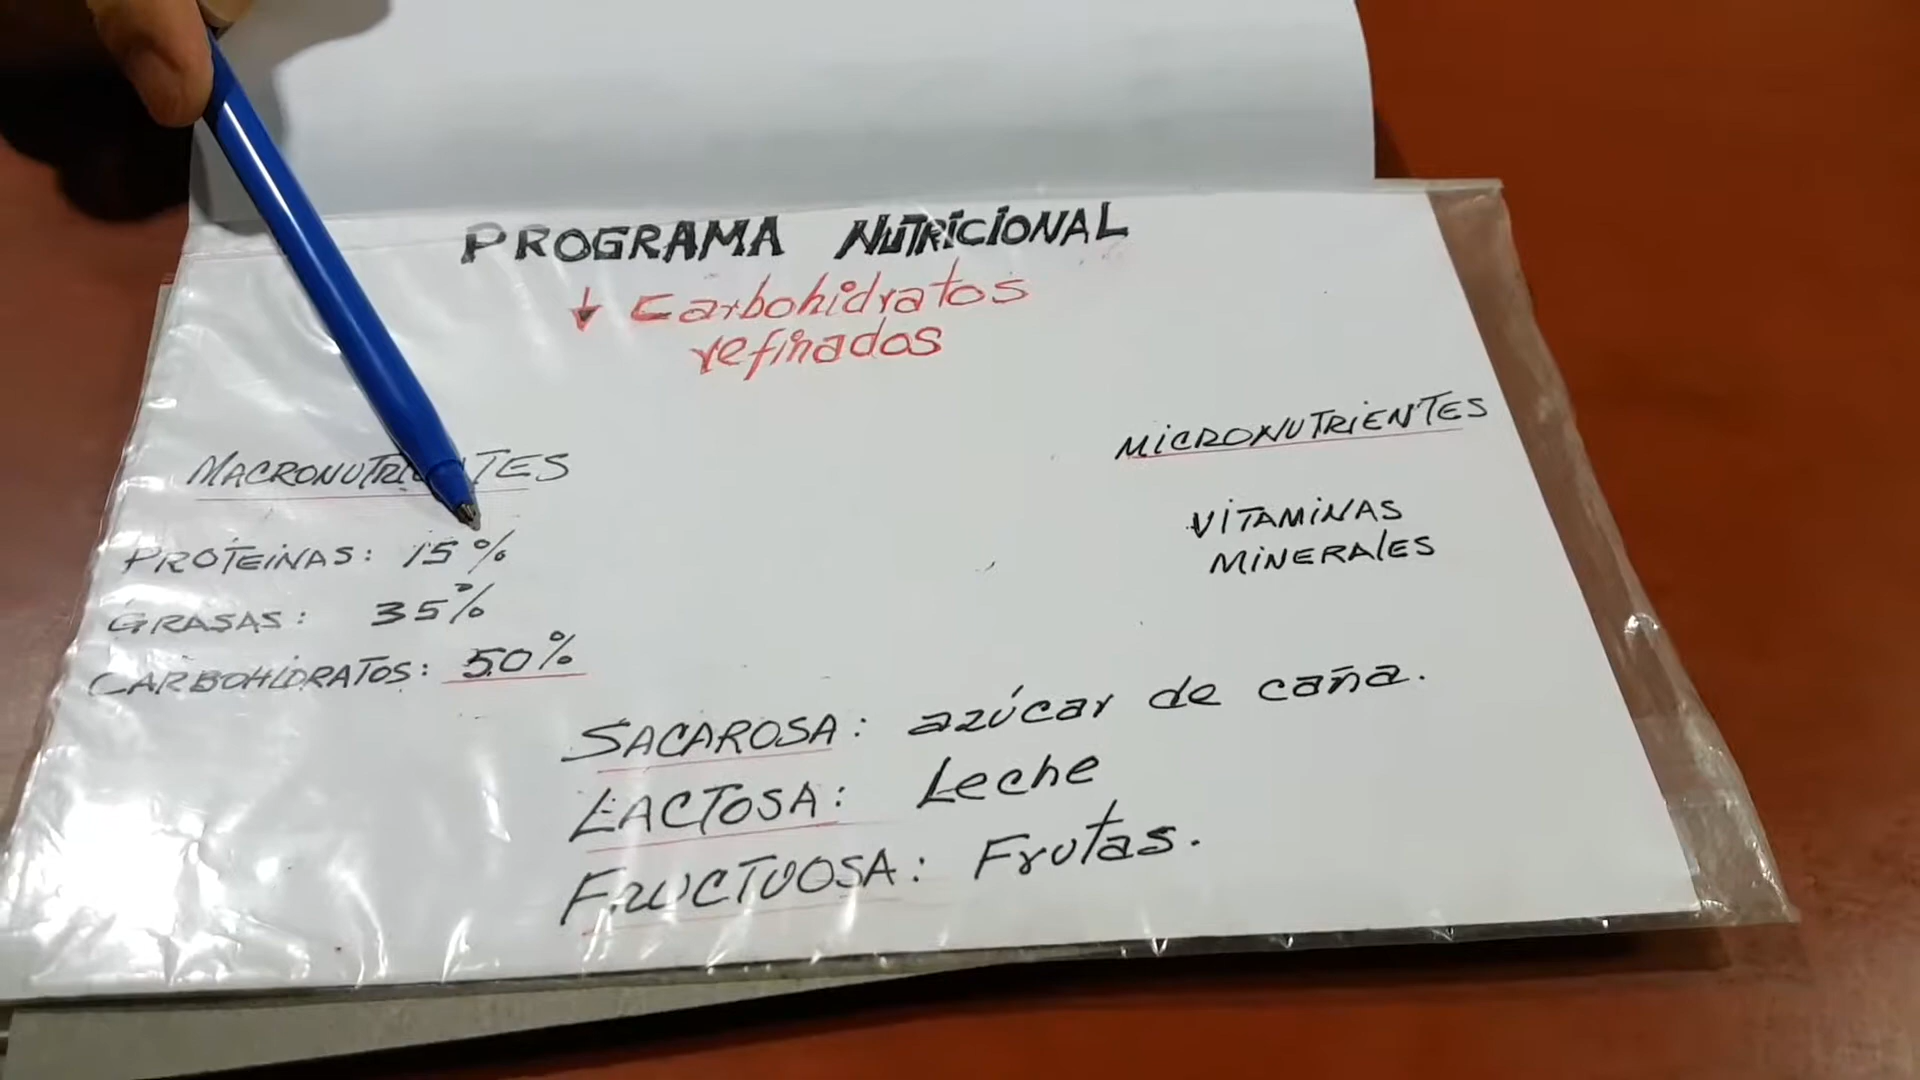 PROGRAMA NUTRICIONAL
↓ Carbohidratos
refinados
MACRONUTRIENTES
PROTEINAS: 15%
GRASAS: 35%
CARBOHIDRATOS: 50%
MICRONUTRIENTES
VITAMINAS
MINERALES
SACAROSA: azúcar de caña.
LACTOSA: Leche
FRUCTUOSA: Frutas.